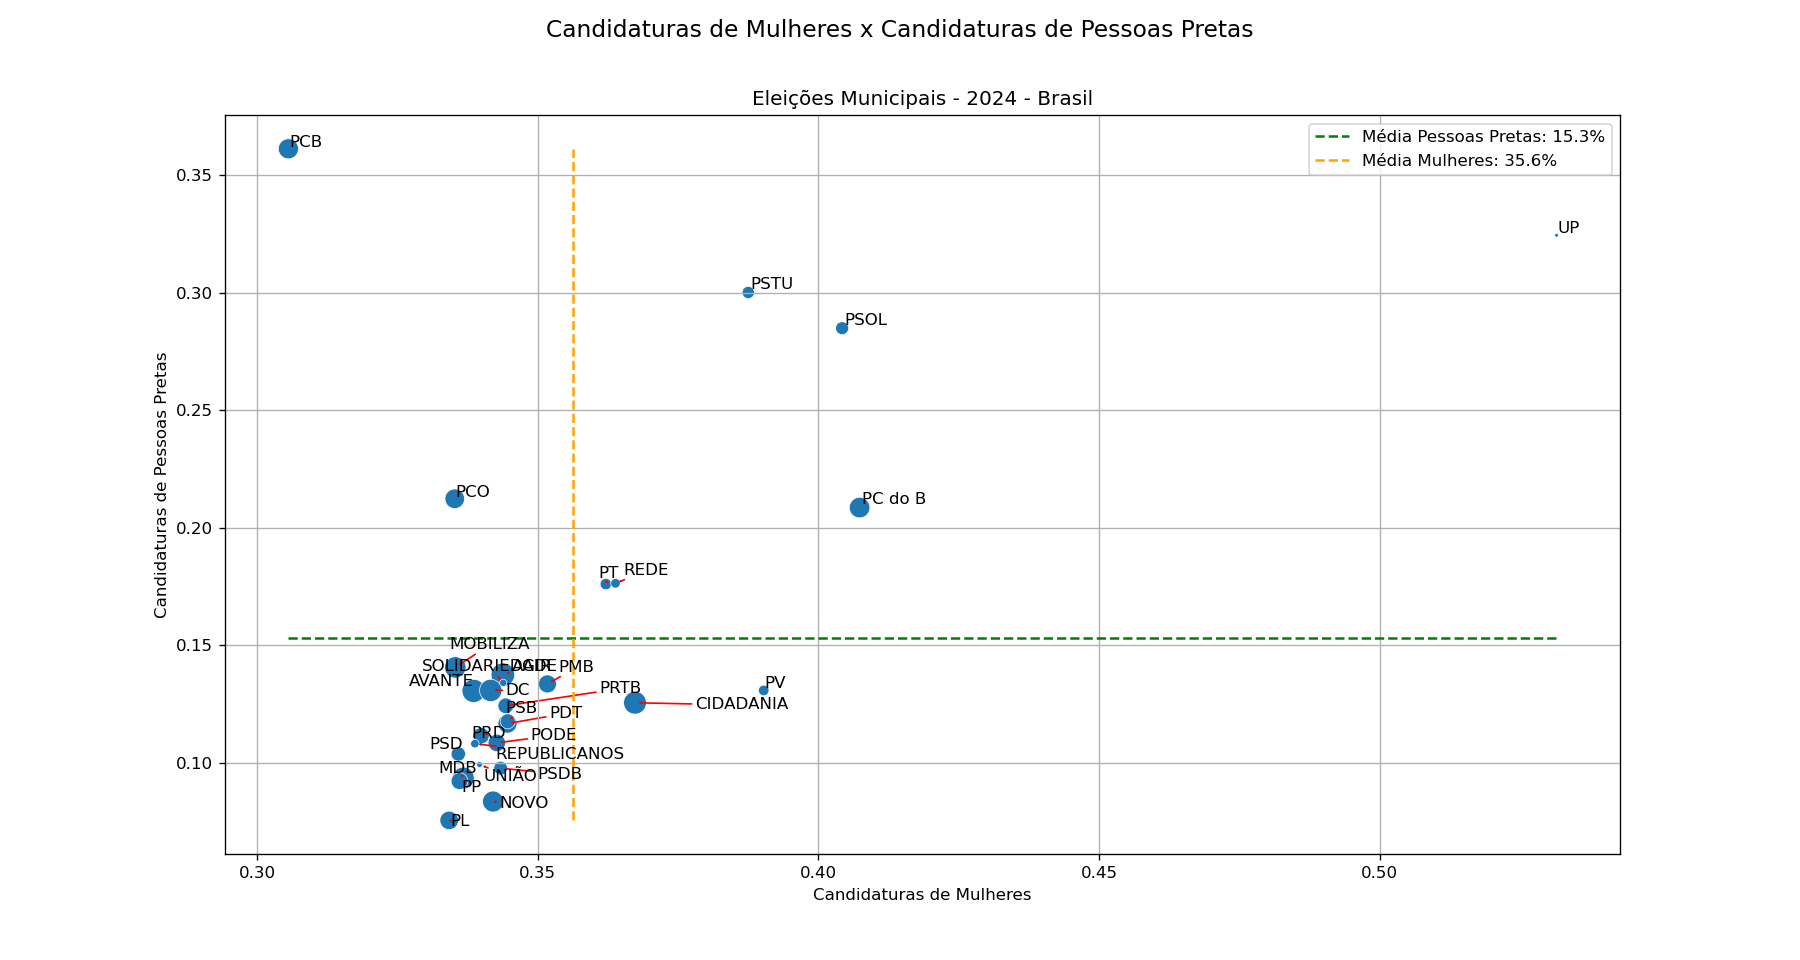 Candidaturas de Mulheres x Candidaturas de Pessoas Pretas
Eleições Municipais - 2024 - Brasil
Média Pessoas Pretas: 15.3%
Média Mulheres: 35.6%
Candidaturas de Pessoas Pretas
0.35
0.30
0.25
0.20
0.15
0.10
PCB
UP
PSTU
PSOL
PCO
PC do B
PT
REDE
MOBILIZA
SOLIDARIEDADE
AGIR
PMB
AVANTE
DC
PRTB
PV
CIDADANIA
PSB
PDT
PRD
PODE
PSD
REPUBLICANOS
MDB
UNIÃO
PSDB
PP
NOVO
PL
0.30
0.35
0.40
0.45
0.50
Candidaturas de Mulheres